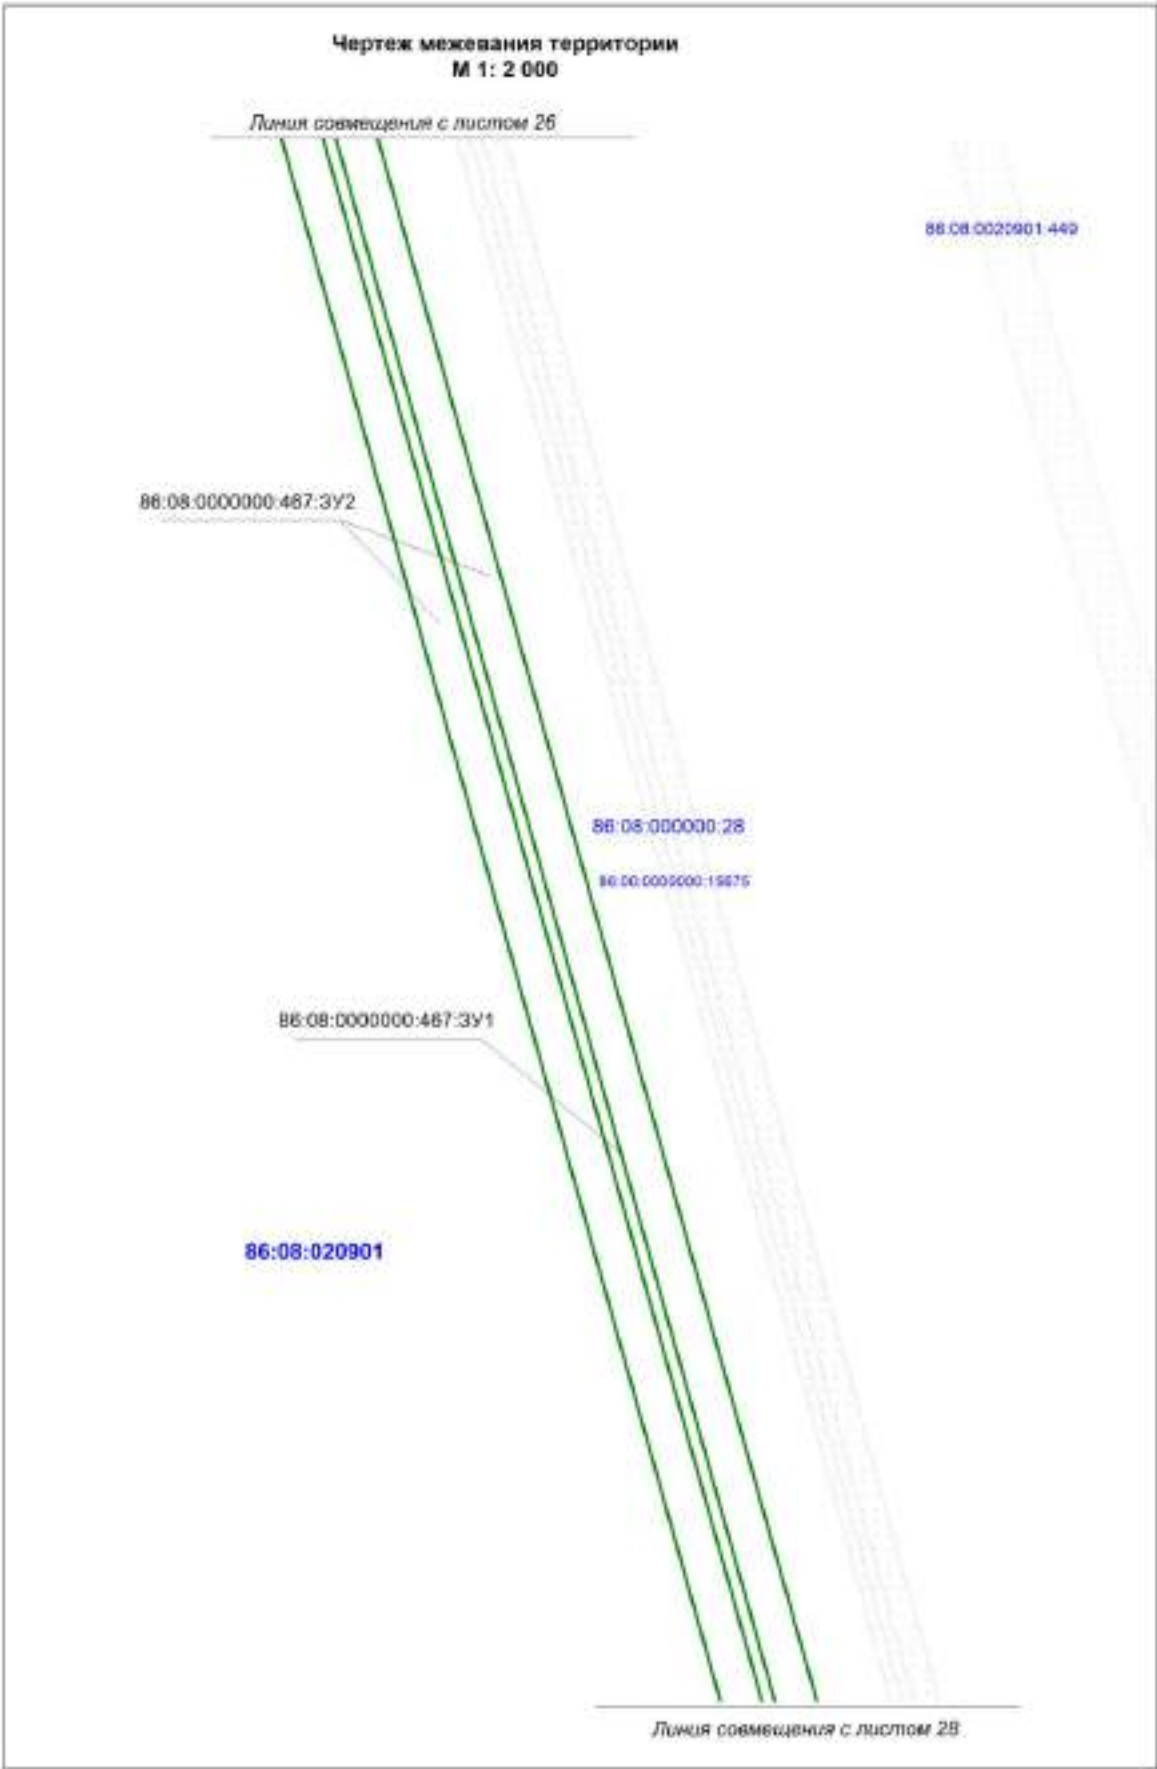 Чертеж межевания территории
М 1: 2 000
Линия совмещения с листом 26
86:08:0020901:449
86:08:0000000:467:ЗУ2
86:08:000000:28
86:08:0000000:467:ЗУ1
86:08:020901
Линия совмещения с листом 28